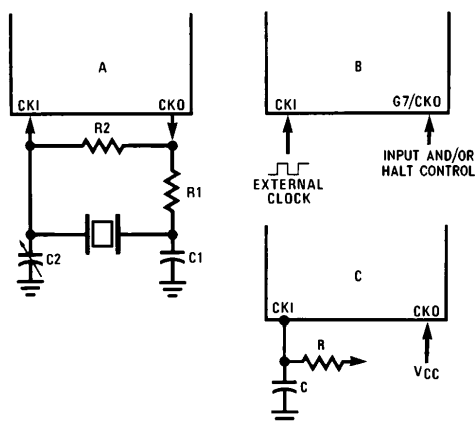 A
CKI
CKO
R2
R1
C2
C1
B
CKI
G7/CKO
EXTERNAL
CLOCK
INPUT AND/OR
HALT CONTROL
C
CKI
CKO
R
C
VCC